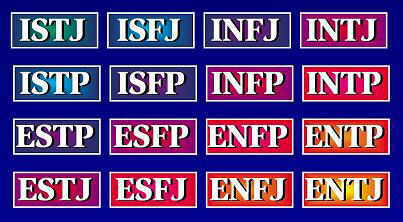 ISTJ ISFJ INFJ INTJ
ISTP ISFP INFP INTP
ESTP ESFP ENFP ENTP
ESTJ ESFJ ENFJ ENTJ